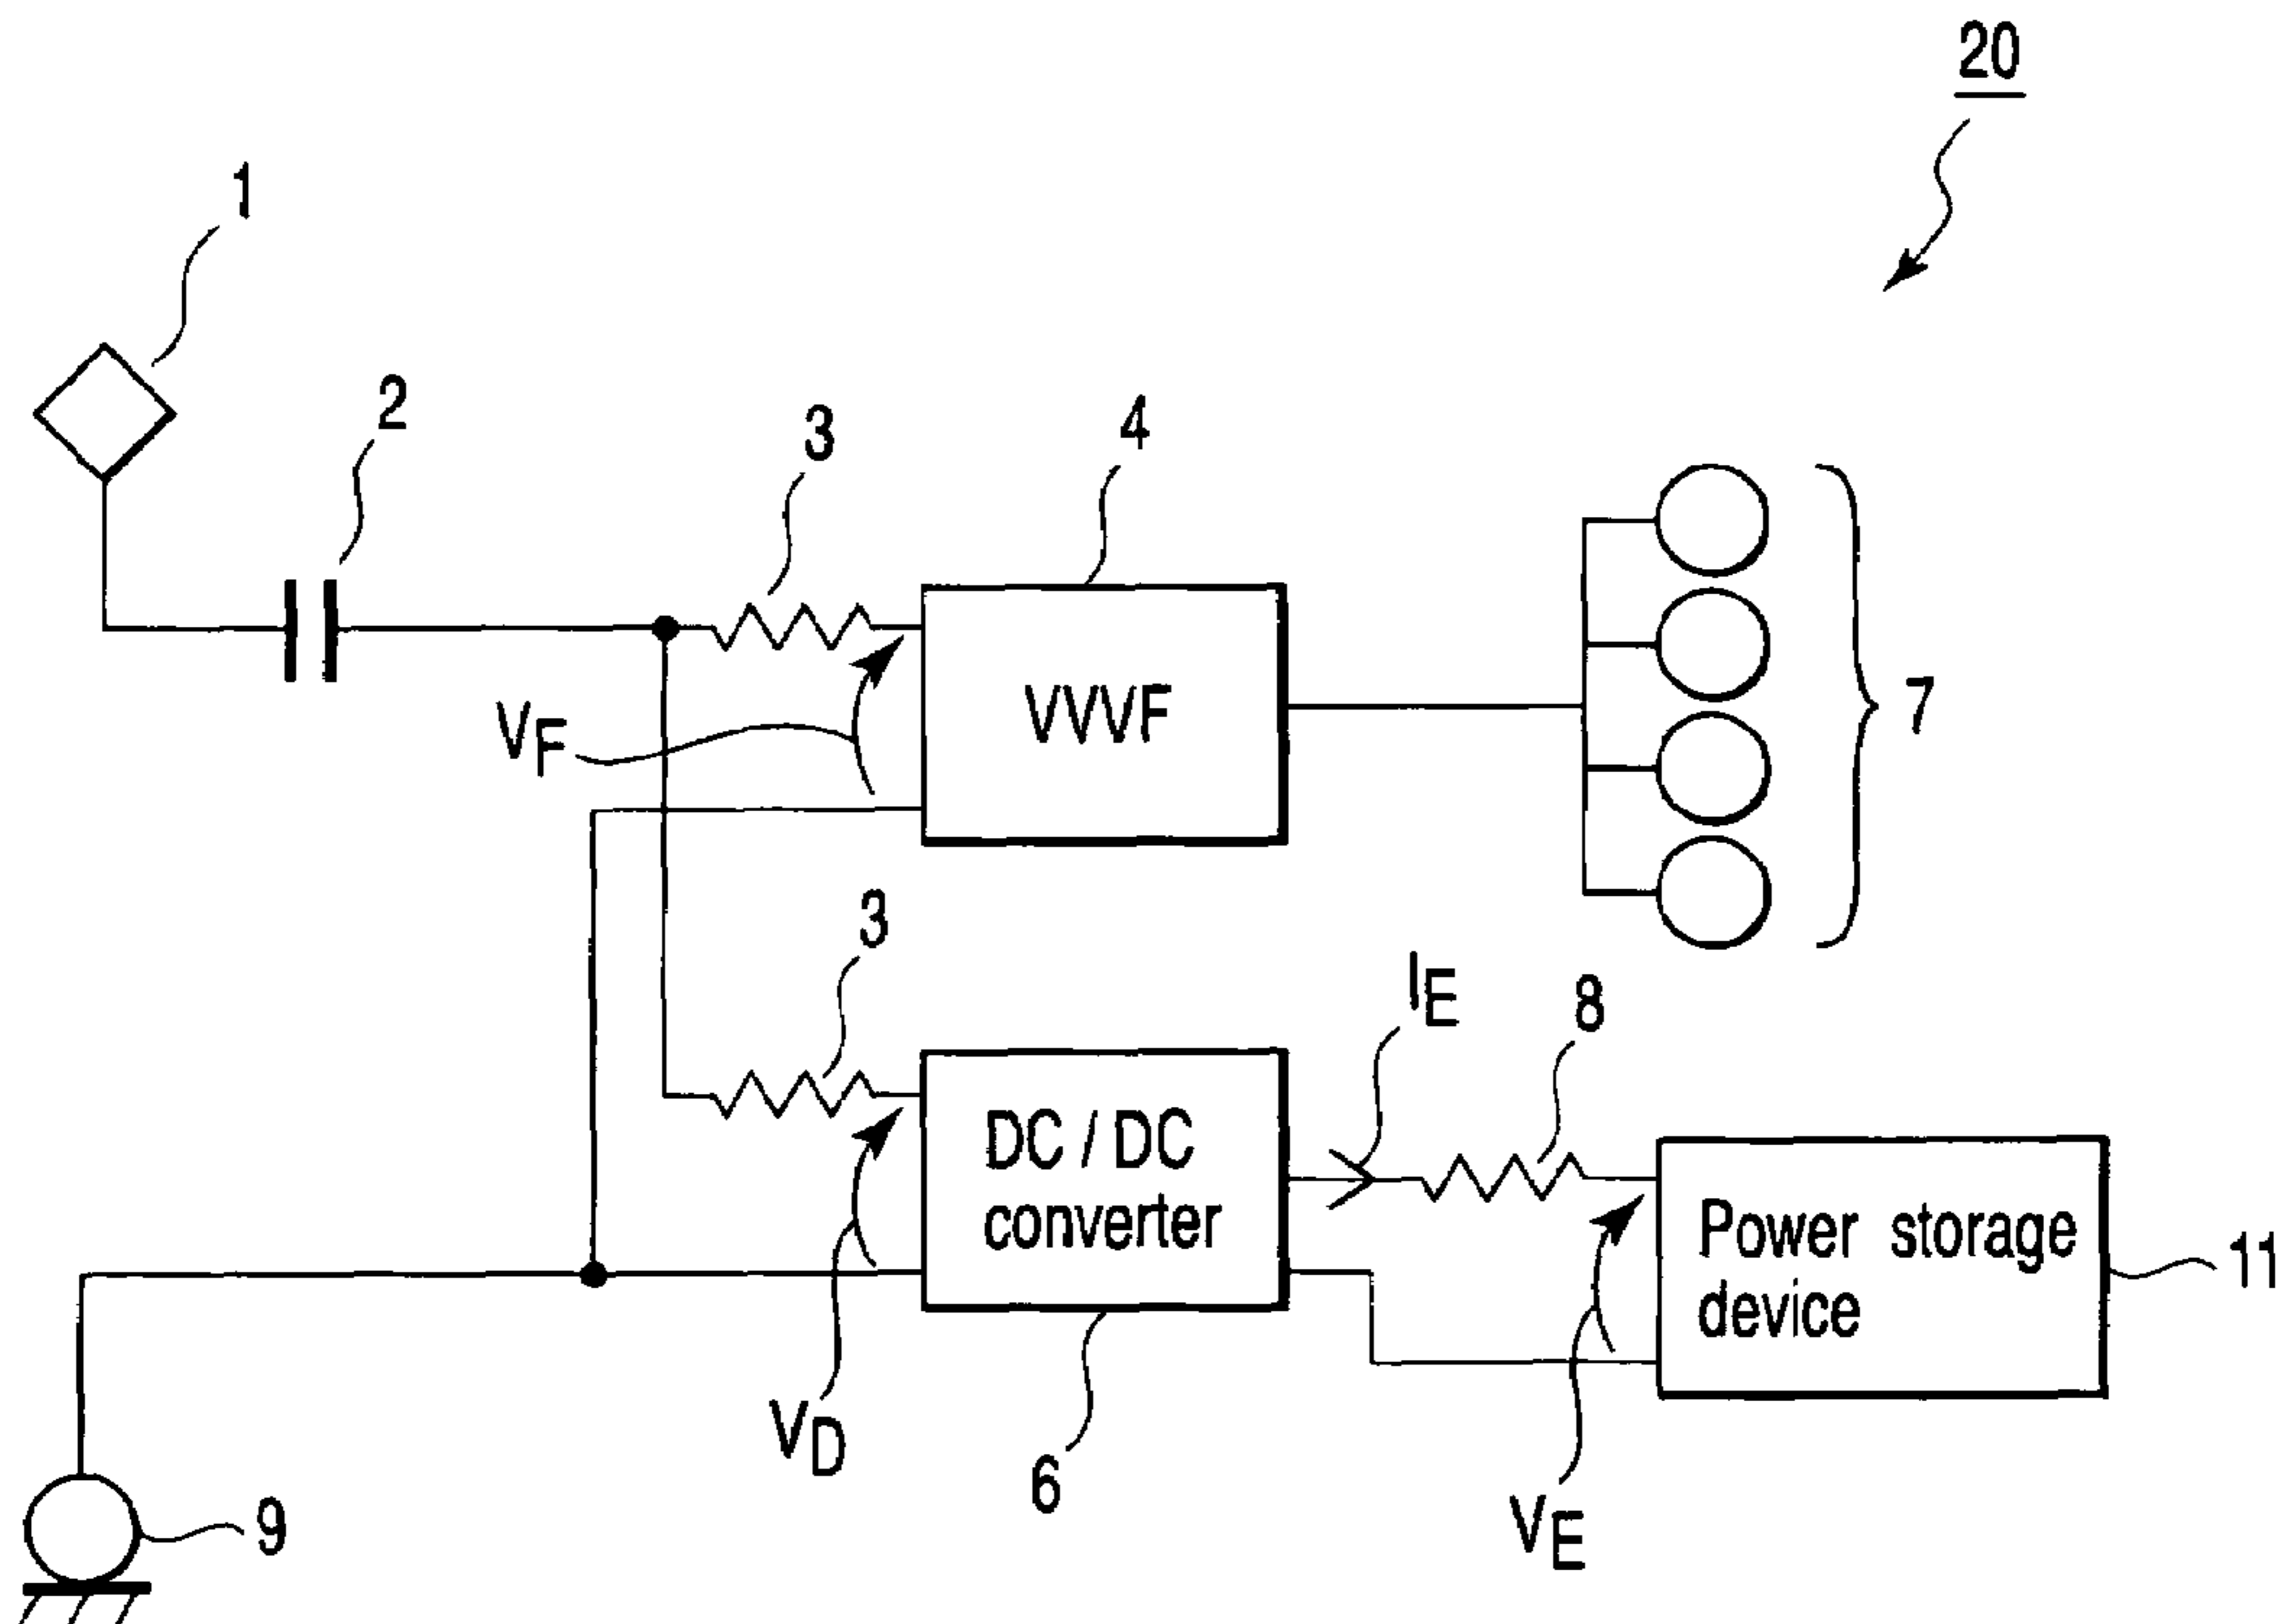 20
1
2
3
4
VF
VVVF
7
3
IE
8
DC / DC
converter
Power storage
device
11
VD
6
VE
9